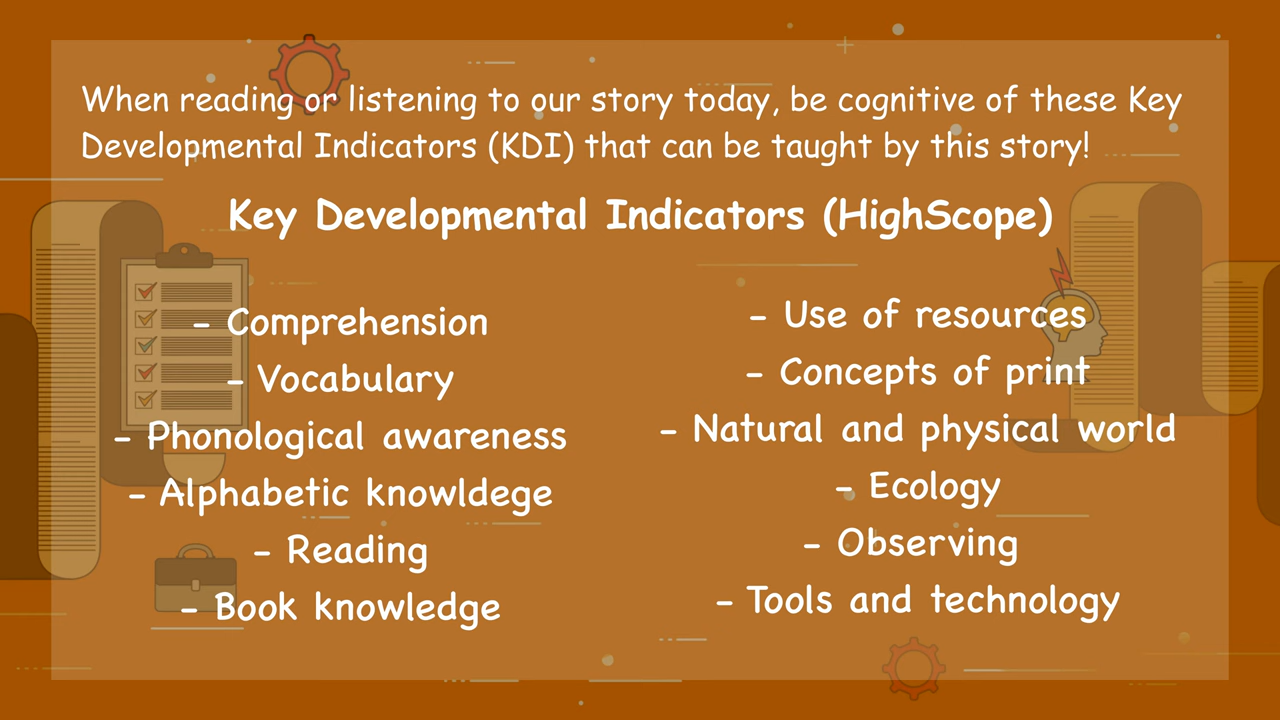 When reading or listening to our story today, be cognitive of these Key
Developmental Indicators (KDI) that can be taught by this story!
Key Developmental Indicators (HighScope)
- Comprehension
- Vocabulary
- Phonological awareness
- Alphabetic knowldege
- Reading
- Book knowledge
- Use of resources
- Concepts of print
- Natural and physical world
- Ecology
- Observing
- Tools and technology